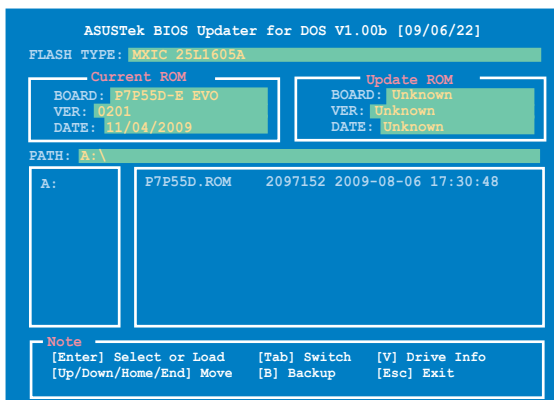 ASUSTek BIOS Updater for DOS V1.00b [09/06/22]
FLASH TYPE: MXIC 25L1605A
Current ROM
BOARD: P7P55D-E EVO
VER: 0201
DATE: 11/04/2009
Update ROM
BOARD: Unknown
VER: Unknown
DATE: Unknown
PATH: A:\
A:
P7P55D.ROM 2097152 2009-08-06 17:30:48
Note
[Enter] Select or Load [Tab] Switch [V] Drive Info
[Up/Down/Home/End] Move [B] Backup [Esc] Exit